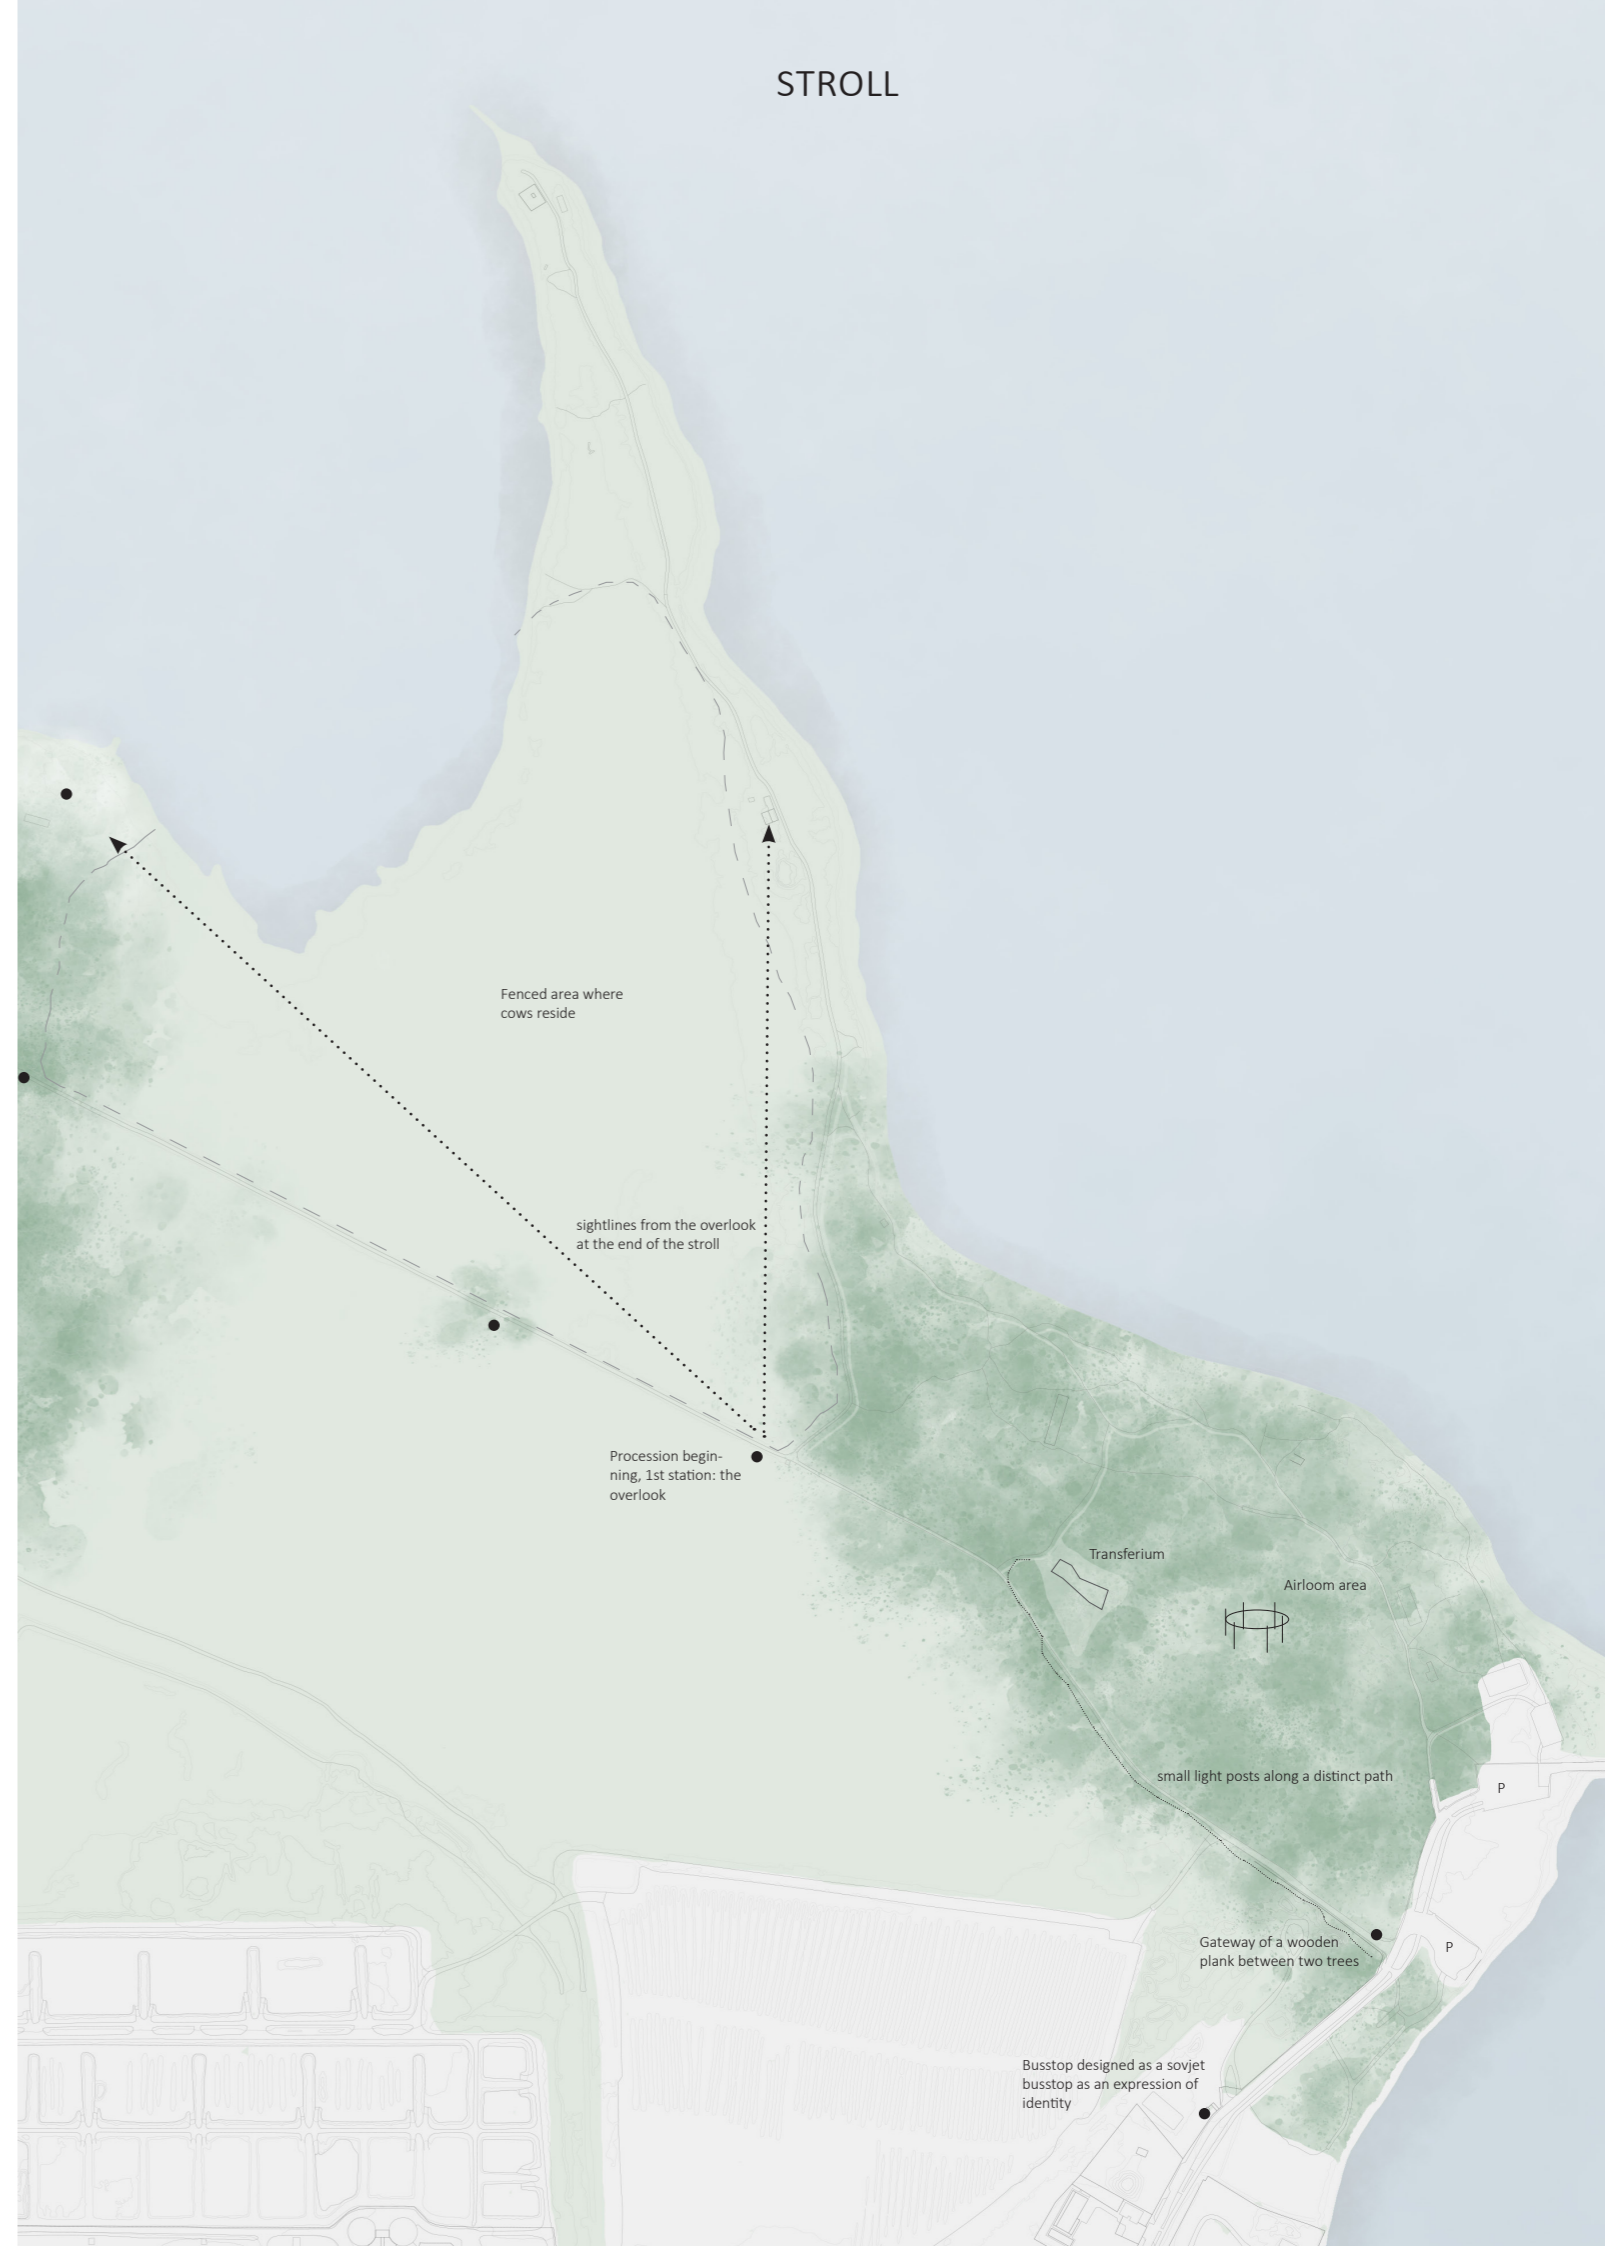 STROLL
Fenced area where
cows reside
sightlines from the overlook
at the end of the stroll
Procession begin-
ning, 1st station: the
overlook
Transferium
Airloom area
small light posts along a distinct path
P
Gateway of a wooden
plank between two trees
P
Busstop designed as a sovjet
busstop as an expression of
identity